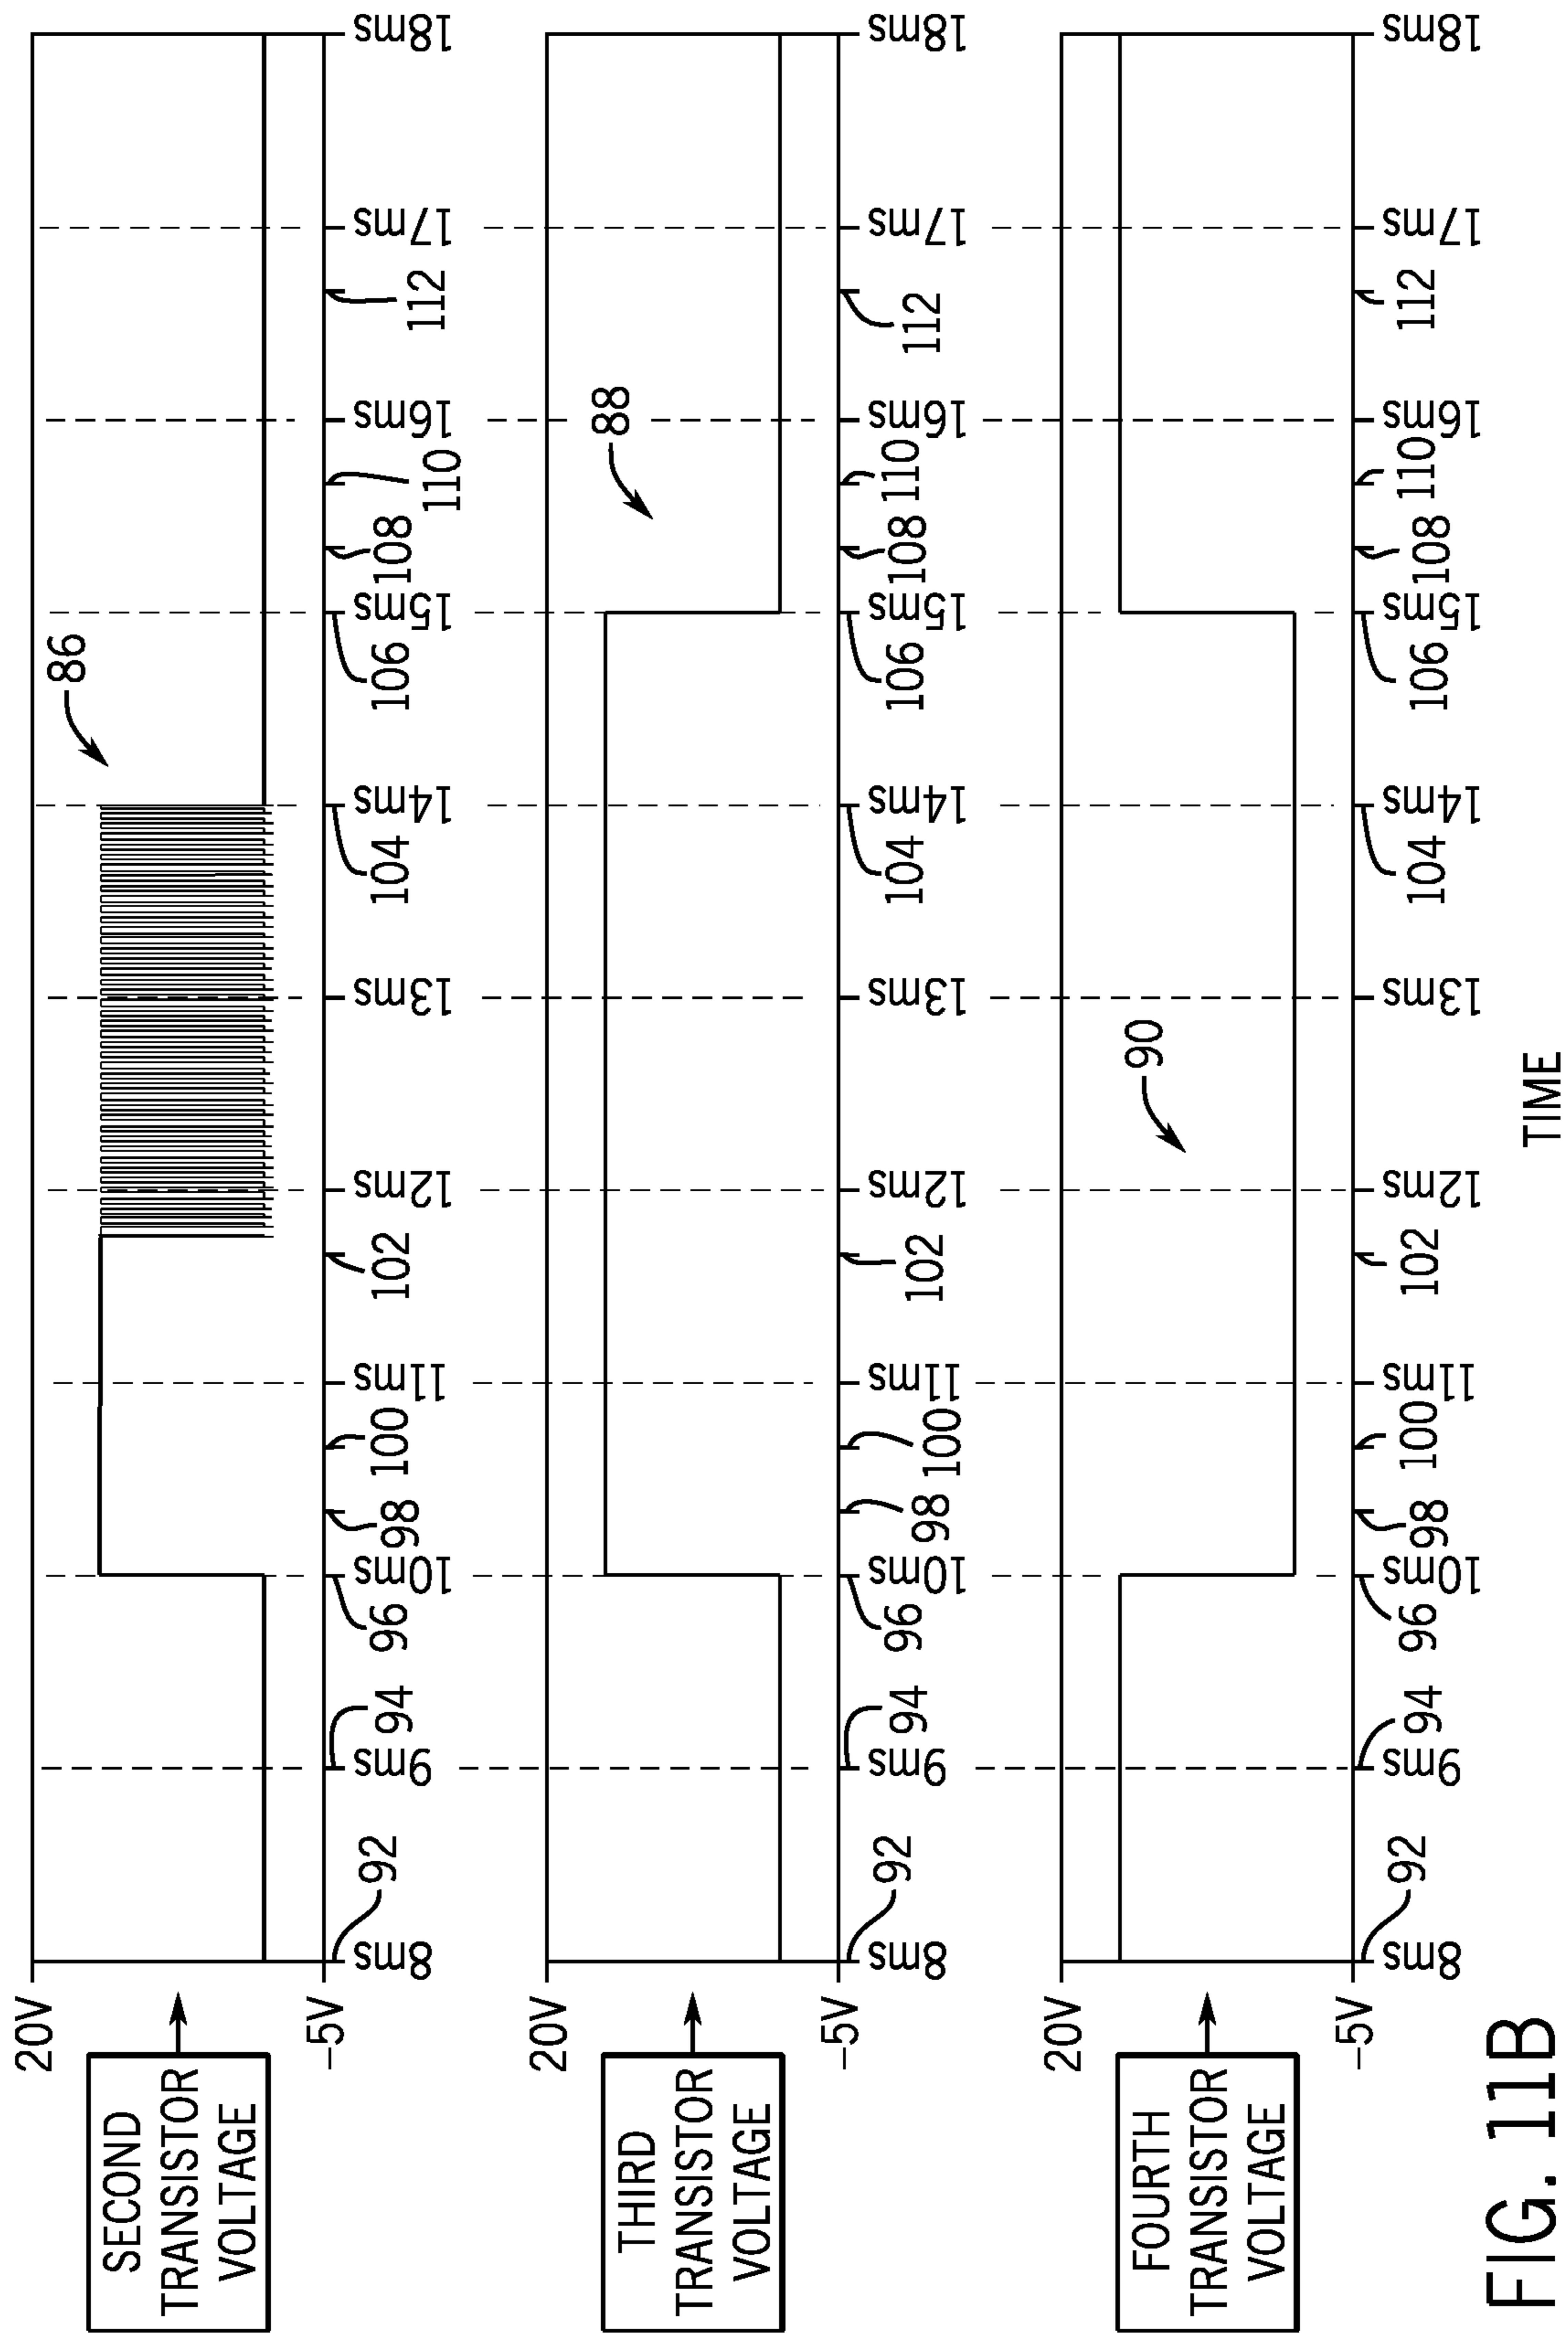 SECOND
TRANSISTOR
VOLTAGE
20V
-5V
86
8ms
9ms
10ms
11ms
12ms
13ms
14ms
15ms
16ms
17ms
18ms
92
94
96
98
100
102
104
106
108
110
112
THIRD
TRANSISTOR
VOLTAGE
20V
-5V
88
8ms
9ms
10ms
11ms
12ms
13ms
14ms
15ms
16ms
17ms
18ms
92
94
96
98
100
102
104
106
108
110
112
FOURTH
TRANSISTOR
VOLTAGE
20V
-5V
90
8ms
9ms
10ms
11ms
12ms
13ms
14ms
15ms
16ms
17ms
18ms
92
94
96
98
100
102
104
106
108
110
112
TIME
FIG. 11B